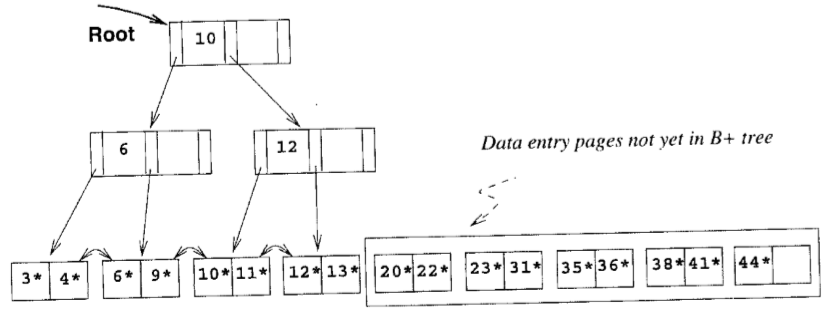 Root
10
6
12
Data entry pages not yet in B+ tree
3* 4* 6* 9* 10* 11* 12* 13* 20* 22* 23* 31* 35* 36* 38* 41* 44*